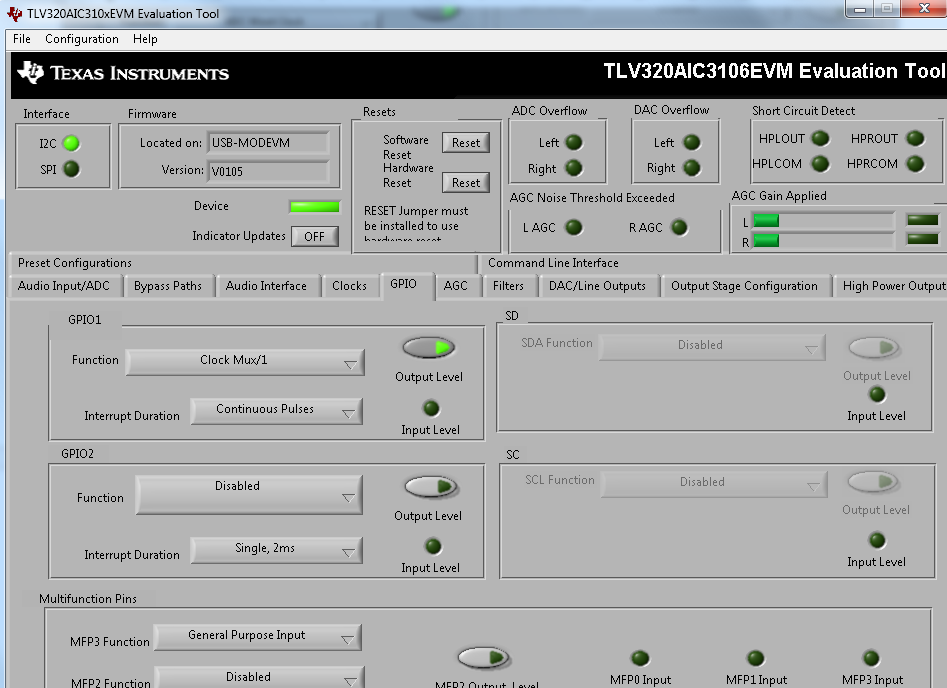 TLV320AIC310xEVM Evaluation Tool
File Configuration Help
TEXAS INSTRUMENTS
TLV320AIC3106EVM Evaluation Tool
Interface
I2C
SPI
Firmware
Located on: USB-MODEVM
Version: V0105
Device
Indicator Updates OFF
Resets
Software Reset
Reset
Hardware Reset
Reset
RESET Jumper must
be installed to use
hardware reset
ADC Overflow
Left
Right
DAC Overflow
Left
Right
Short Circuit Detect
HPLOUT HPROUT
HPLCOM HPRCOM
AGC Noise Threshold Exceeded
L AGC R AGC
AGC Gain Applied
L
R
Preset Configurations Command Line Interface
Audio Input/ADC Bypass Paths Audio Interface Clocks GPIO AGC Filters DAC/Line Outputs Output Stage Configuration High Power Output
GPIO1
Function Clock Mux/1
Output Level
Interrupt Duration Continuous Pulses
Input Level
SD
SDA Function Disabled
Output Level
Input Level
GPIO2
Function Disabled
Output Level
Interrupt Duration Single, 2ms
Input Level
SC
SCL Function Disabled
Output Level
Input Level
Multifunction Pins
MFP3 Function General Purpose Input
MFP2 Function Disabled
MFP2 Output Level
MFP0 Input MFP1 Input MFP3 Input